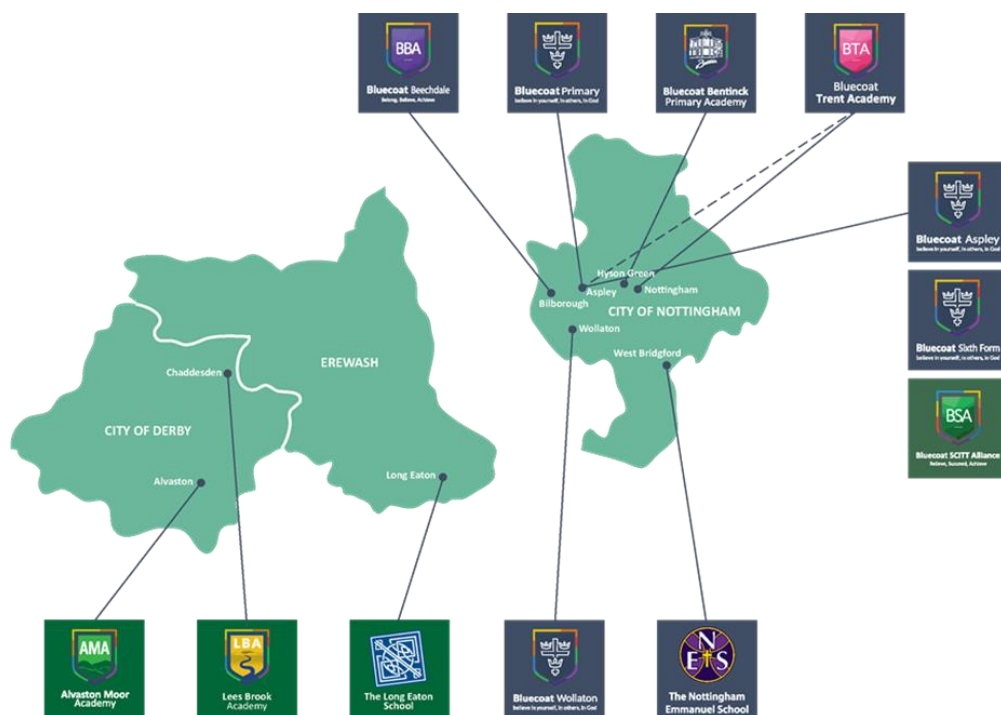 BBA
Bluecoat Beechdale
Belong, Believe, Achieve
Bluecoat Primary
believe in yourself, in others, in God
Bluecoat Bentinck
Primary Academy
BTA
Bluecoat
Trent Academy
Bluecoat Aspley
believe in yourself, in others, in God
Bluecoat Sixth Form
believe in yourself, in others, in God
BSA
Bluecoat SCITT Alliance
Believe, Succeed, Achieve
Hyson Green
Aspley
Nottingham
Bilborough
CITY OF NOTTINGHAM
Wollaton
West Bridgford
EREWASH
Chaddesden
CITY OF DERBY
Alvaston
Long Eaton
AMA
Alvaston Moor
Academy
LBA
Lees Brook
Academy
The Long Eaton
School
Bluecoat Wollaton
believe in yourself, in others, in God
N
E S
The Nottingham
Emmanuel School